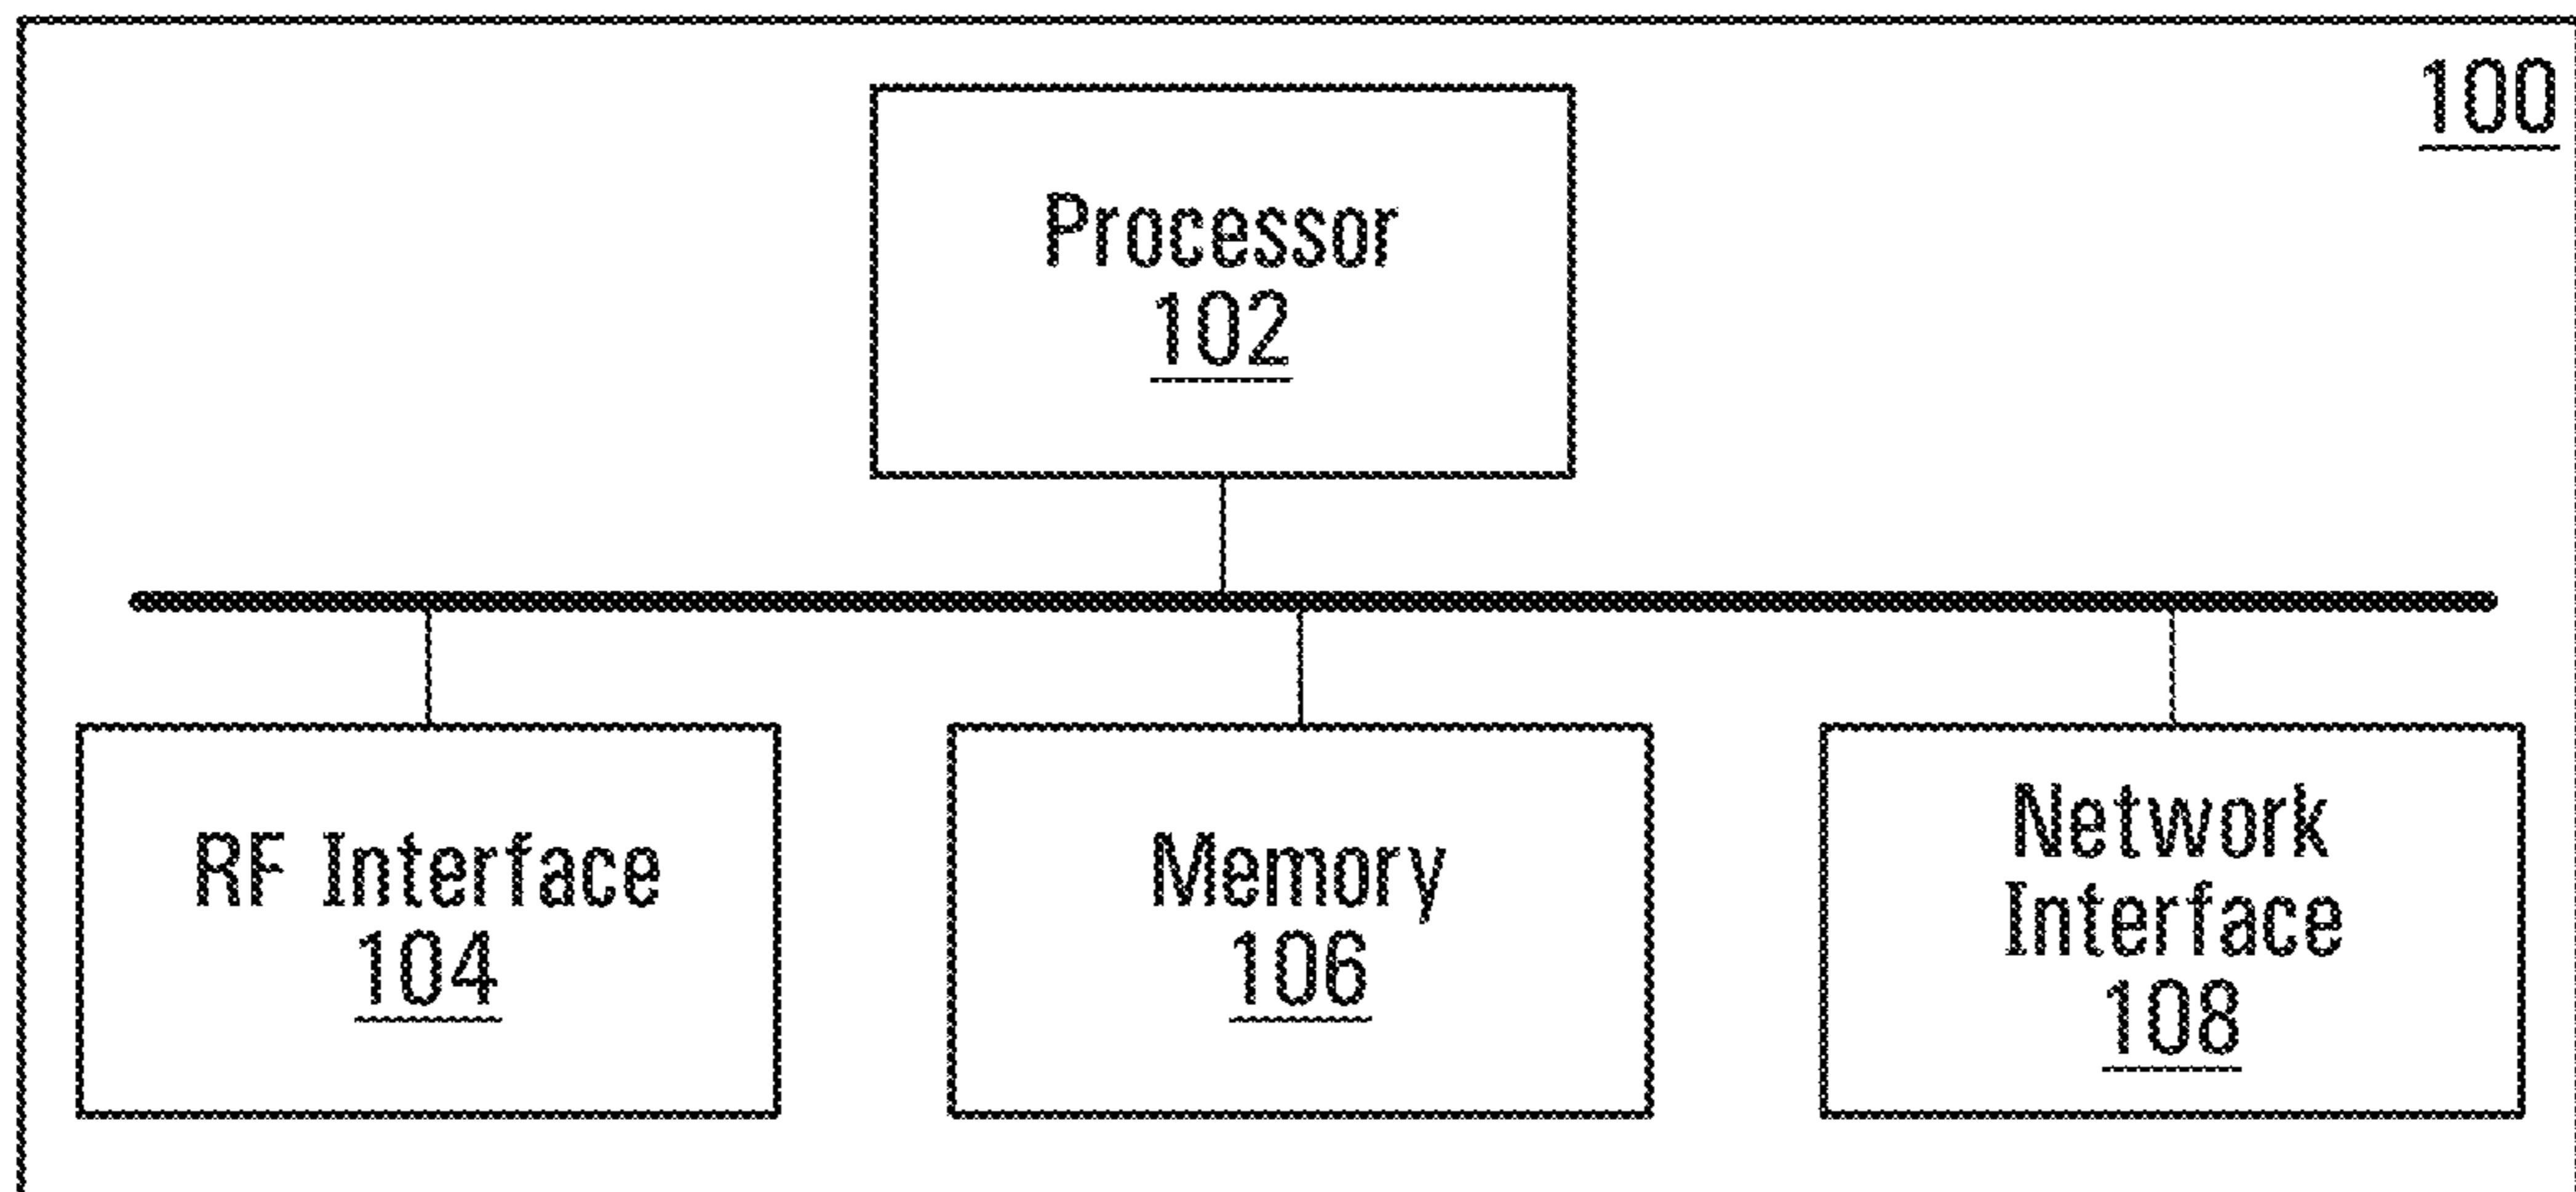 100
Processor
102
RF Interface
104
Memory
106
Network
Interface
108